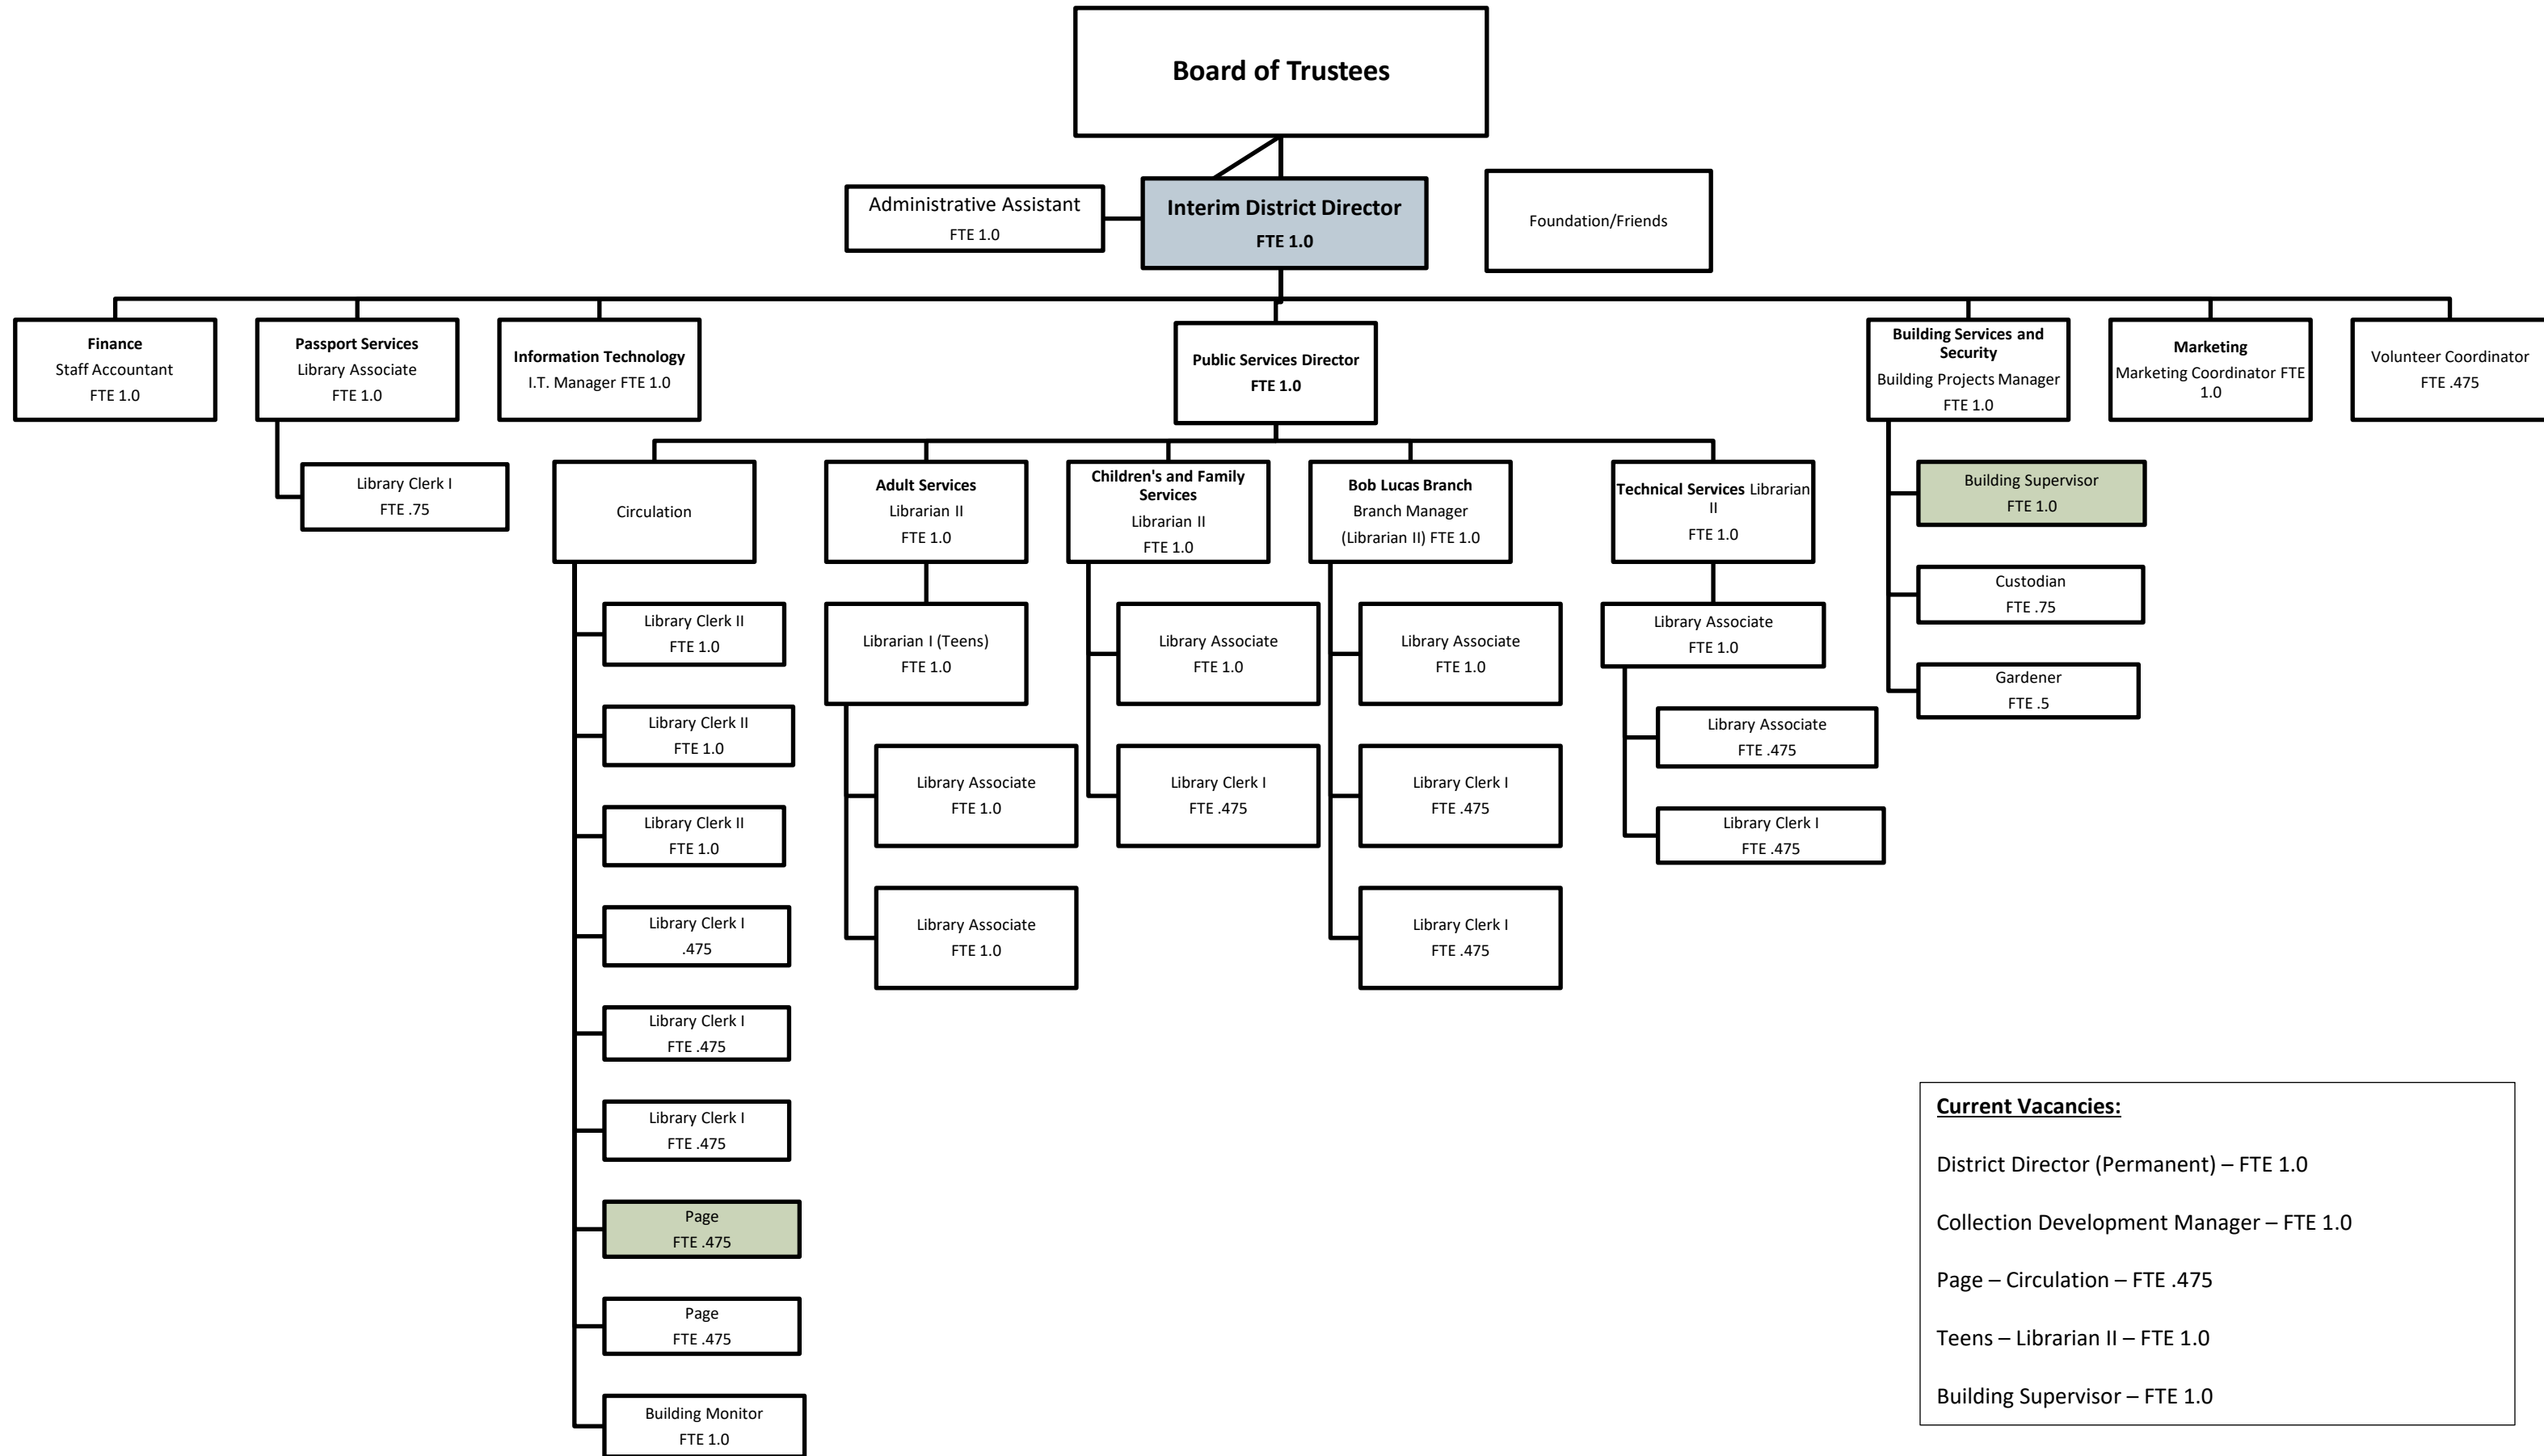 Board of Trustees
Administrative Assistant
FTE 1.0
Interim District Director
FTE 1.0
Foundation/Friends
Finance
Staff Accountant
FTE 1.0
Passport Services
Library Associate
FTE 1.0
Information Technology
I.T. Manager FTE 1.0
Public Services Director
FTE 1.0
Building Services and
Security
Building Projects Manager
FTE 1.0
Marketing
Marketing Coordinator FTE
1.0
Volunteer Coordinator
FTE .475
Library Clerk I
FTE .75
Circulation
Adult Services
Librarian II
FTE 1.0
Children's and Family
Services
Librarian II
FTE 1.0
Bob Lucas Branch
Branch Manager
(Librarian II) FTE 1.0
Technical Services Librarian
II
FTE 1.0
Building Supervisor
FTE 1.0
Custodian
FTE .75
Gardener
FTE .5
Library Clerk II
FTE 1.0
Library Clerk II
FTE 1.0
Library Clerk II
FTE 1.0
Library Clerk I
.475
Library Clerk I
FTE .475
Library Clerk I
FTE .475
Page
FTE .475
Page
FTE .475
Building Monitor
FTE 1.0
Librarian I (Teens)
FTE 1.0
Library Associate
FTE 1.0
Library Associate
FTE 1.0
Library Associate
FTE 1.0
Library Clerk I
FTE .475
Library Associate
FTE 1.0
Library Clerk I
FTE .475
Library Clerk I
FTE .475
Library Associate
FTE 1.0
Library Associate
FTE .475
Library Clerk I
FTE .475
Current Vacancies:
District Director (Permanent) – FTE 1.0
Collection Development Manager – FTE 1.0
Page – Circulation – FTE .475
Teens – Librarian II – FTE 1.0
Building Supervisor – FTE 1.0